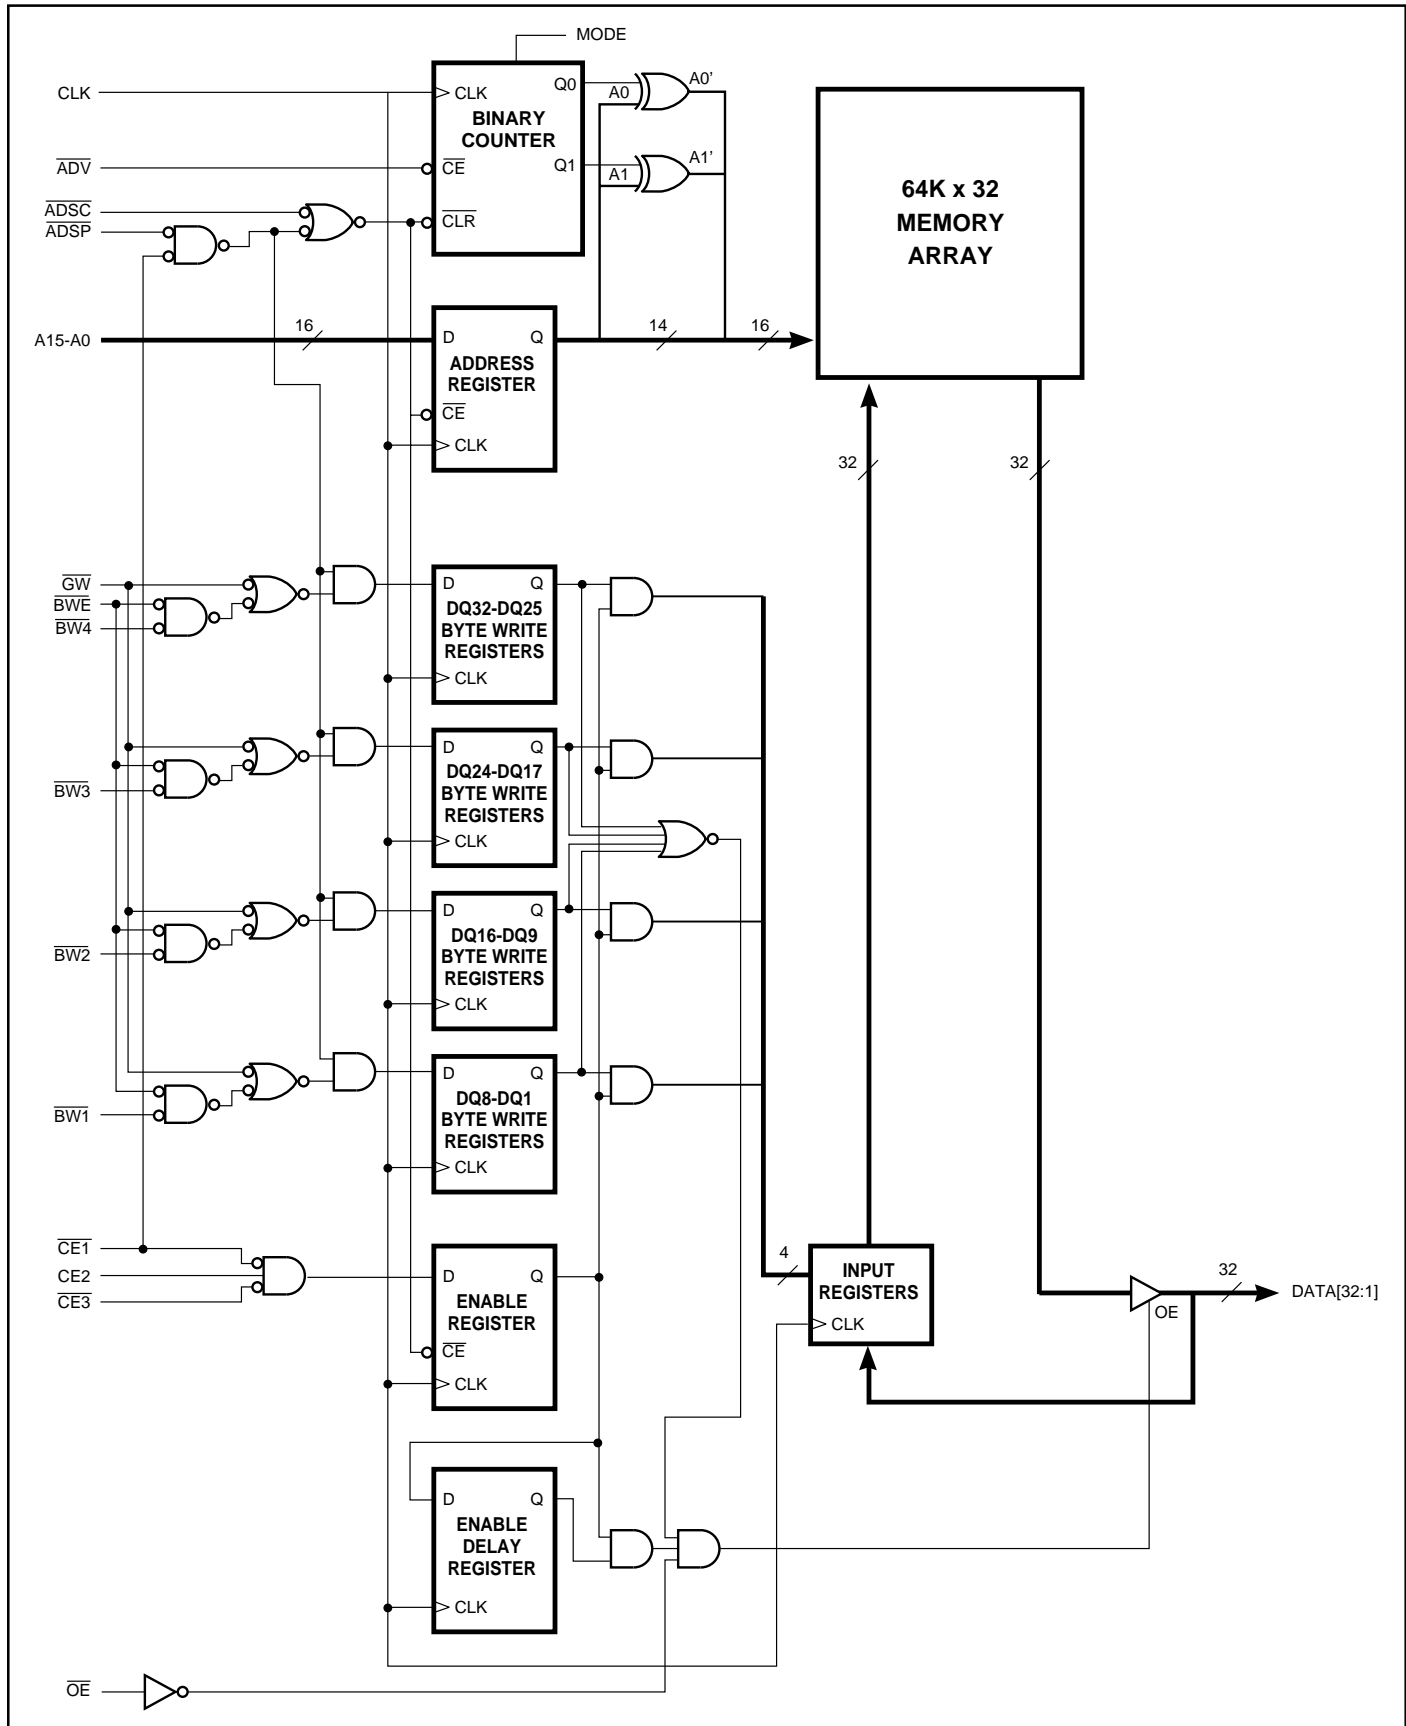 MODE
CLK
CLK
Q0
A0
A0'
BINARY
COUNTER
ADV
CE
Q1
A1
A1'
ADSC
ADSP
CLR
64K x 32
MEMORY
ARRAY
A15-A0
16
D
Q
14
16
ADDRESS
REGISTER
CE
CLK
32
32
GW
BWE
BW4
D
Q
DQ32-DQ25
BYTE WRITE
REGISTERS
CLK
BW3
D
Q
DQ24-DQ17
BYTE WRITE
REGISTERS
CLK
BW2
D
Q
DQ16-DQ9
BYTE WRITE
REGISTERS
CLK
BW1
D
Q
DQ8-DQ1
BYTE WRITE
REGISTERS
CLK
CE1
CE2
CE3
D
Q
ENABLE
REGISTER
CE
CLK
4
INPUT
REGISTERS
CLK
32
DATA[32:1]
OE
D
Q
ENABLE
DELAY
REGISTER
CLK
OE